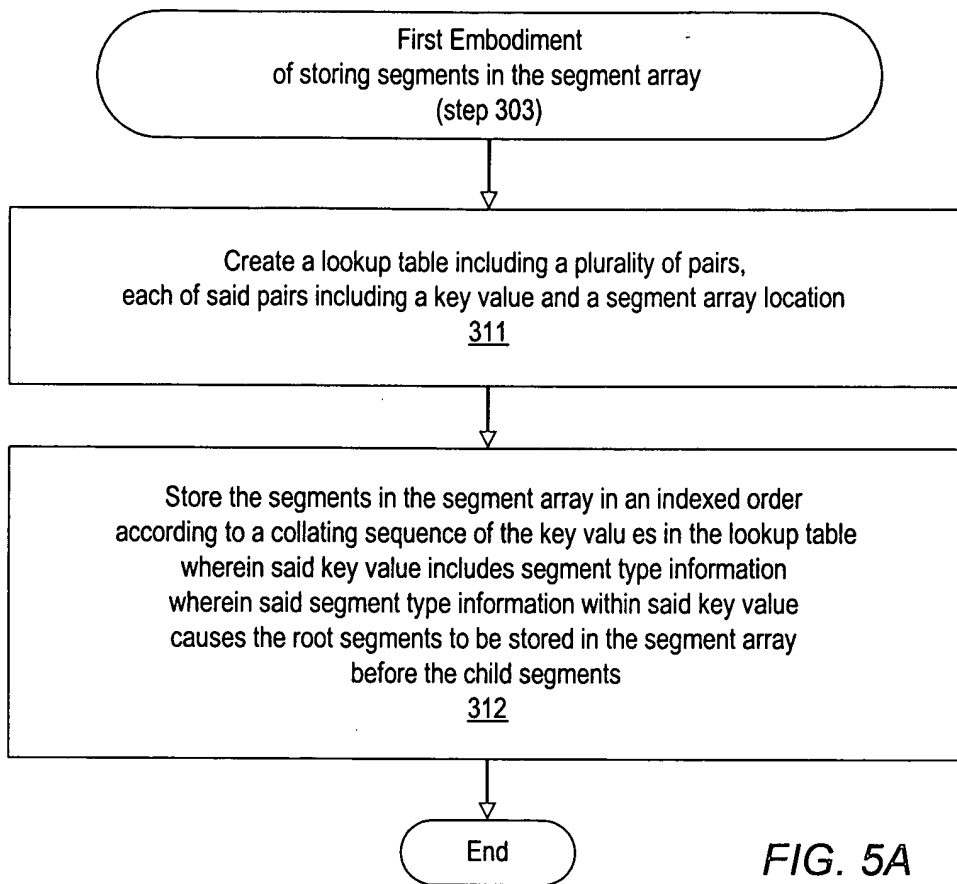 First Embodiment
of storing segments in the segment array
(step 303)
Create a lookup table including a plurality of pairs,
each of said pairs including a key value and a segment array location
311
Store the segments in the segment array in an indexed order
according to a collating sequence of the key valu es in the lookup table
wherein said key value includes segment type information
wherein said segment type information within said key value
causes the root segments to be stored in the segment array
before the child segments
312
End
FIG. 5A